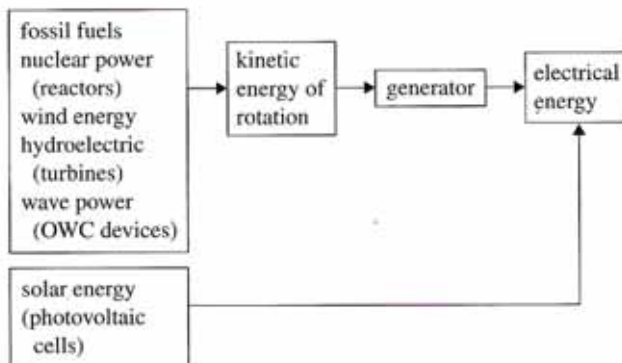 fossil fuels
nuclear power
(reactors)
wind energy
hydroelectric
(turbines)
wave power
(OWC devices)
kinetic
energy of
rotation
generator
electrical
energy
solar energy
(photovoltaic
cells)